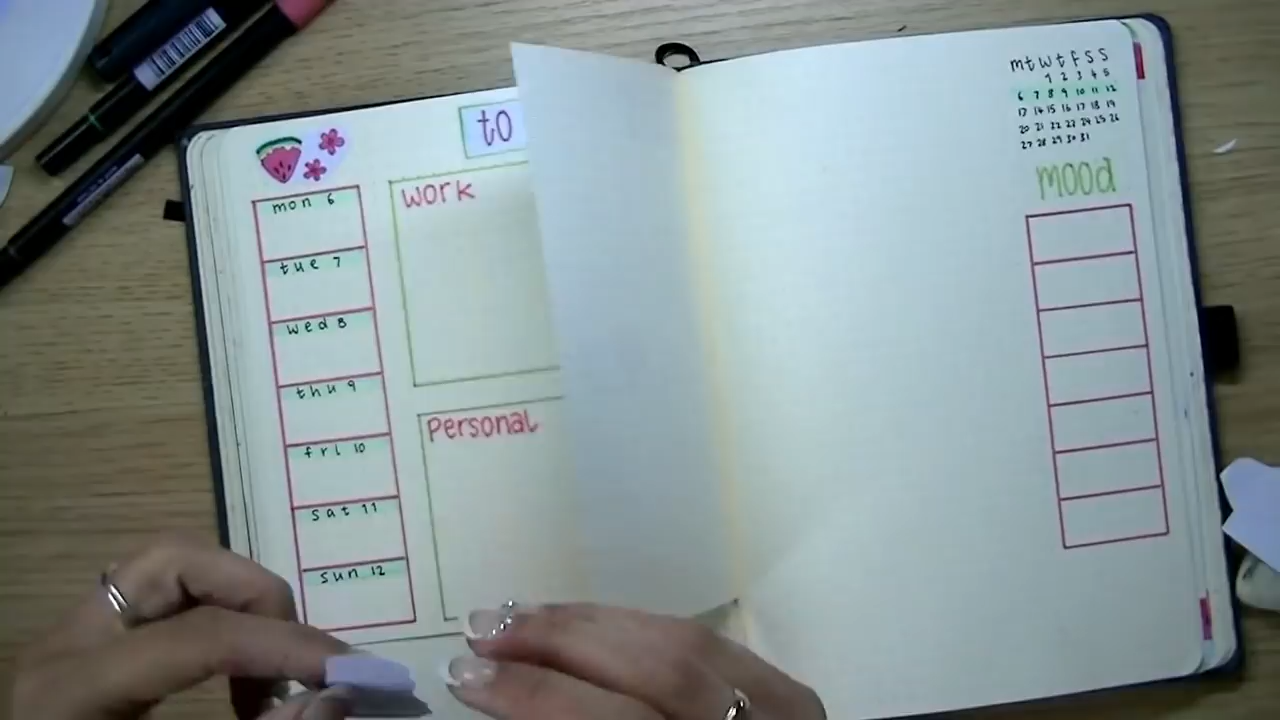 to
work
mon 6
tue 7
wed 8
thu 9
fri 10
sat 11
sun 12
personal
m t w t f s s
1 2 3 4 5
6 7 8 9 10 11 12
13 14 15 16 17 18 19
20 21 22 23 24 25 26
27 28 29 30 31
mood